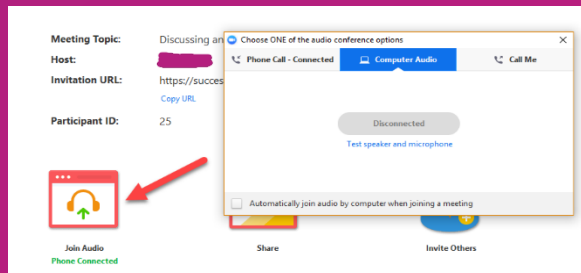 Meeting Topic: Discussing an
Host:
Invitation URL: https://succes
Copy URL
Participant ID: 25
Choose ONE of the audio conference options
Phone Call - Connected Computer Audio Call Me
Disconnected
Test speaker and microphone
Automatically join audio by computer when joining a meeting
Join Audio Share Invite Others
Phone Connected